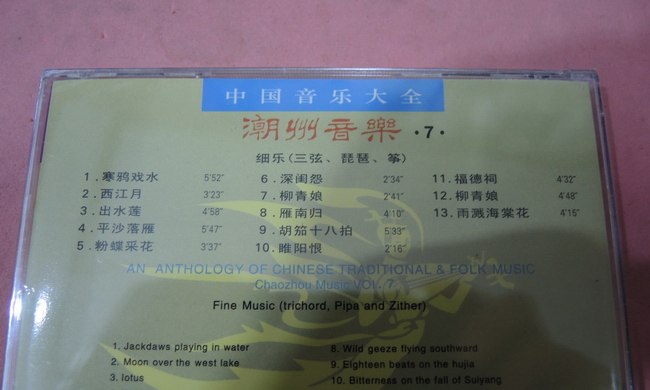 中国音乐大全
潮州音樂 ·7·
细乐(三弦、琵琶、筝)
1.寒鸦戏水 5'52"
2.西江月 3'23"
3.出水莲 4'58"
4.平沙落雁 5'47"
5.粉蝶采花 3'37"
6.深闺怨 2'34"
7.柳青娘 2'41"
8.雁南归 4'10"
9.胡笳十八拍 5'33"
10.睢阳恨 2'16"
11.福德祠 4'32"
12.柳青娘 4'48"
13.雨溅海棠花 4'15"
AN ANTHOLOGY OF CHINESE TRADITIONAL & FOLK MUSIC
Chaozhou Music VOL. 7
Fine Music (trichord, Pipa and Zither)
1. Jackdaws playing in water
2. Moon over the west lake
3. lotus
8. Wild geeze flying southward
9. Eighteen beats on the hujia
10. Bitterness on the fall of Suiyang